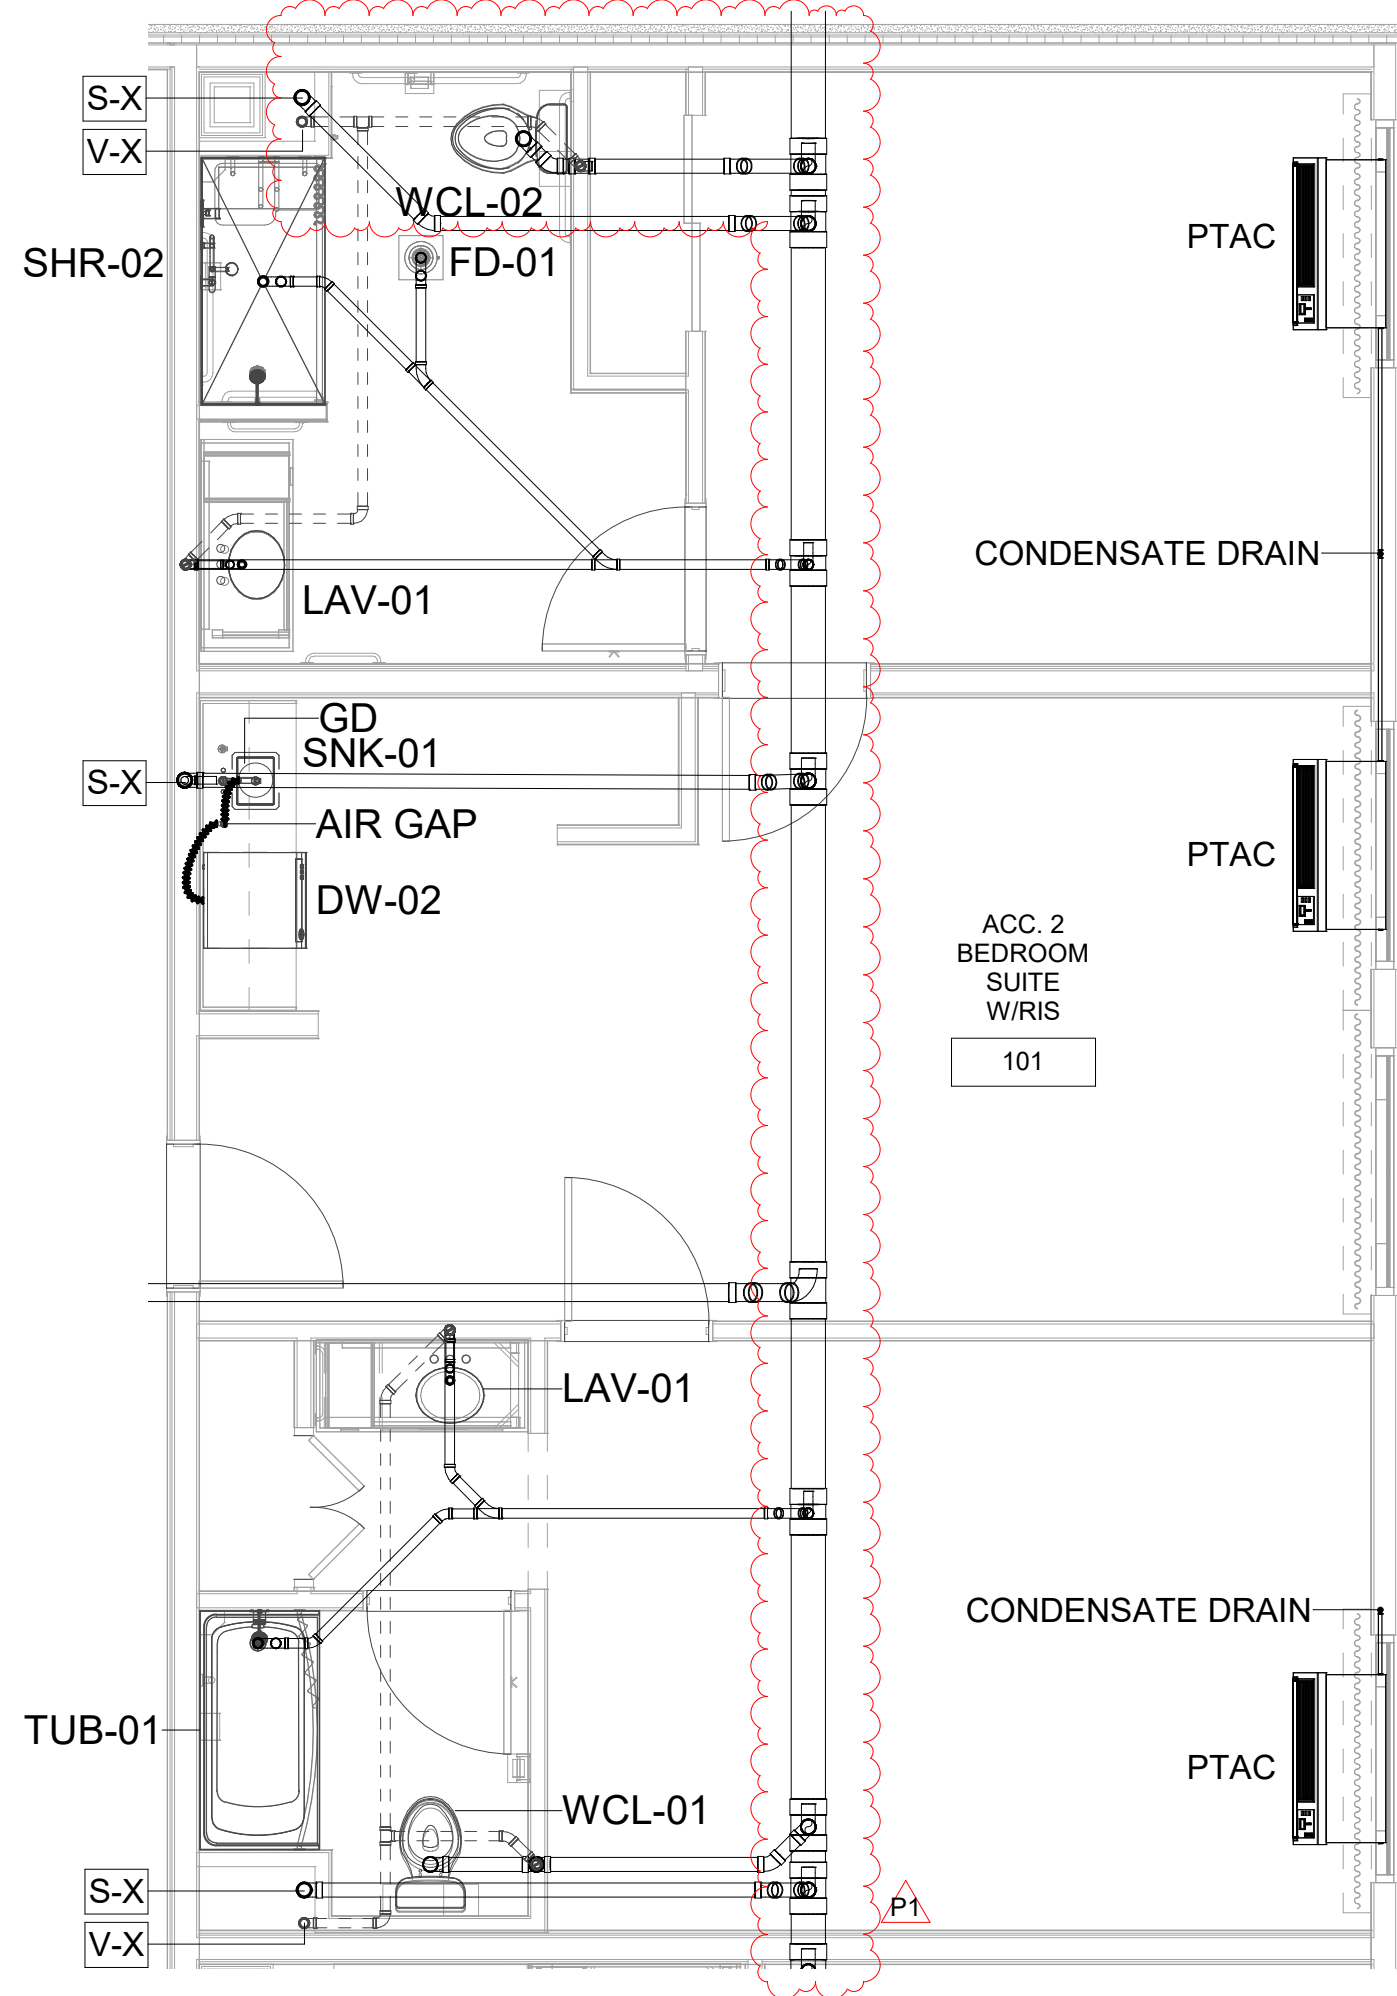 S-X
V-X
WCL-02
SHR-02
FD-01
PTAC
CONDENSATE DRAIN
LAV-01
GD
SNK-01
S-X
AIR GAP
PTAC
DW-02
ACC. 2
BEDROOM
SUITE
W/RIS
101
LAV-01
CONDENSATE DRAIN
TUB-01
PTAC
WCL-01
S-X
P1
V-X